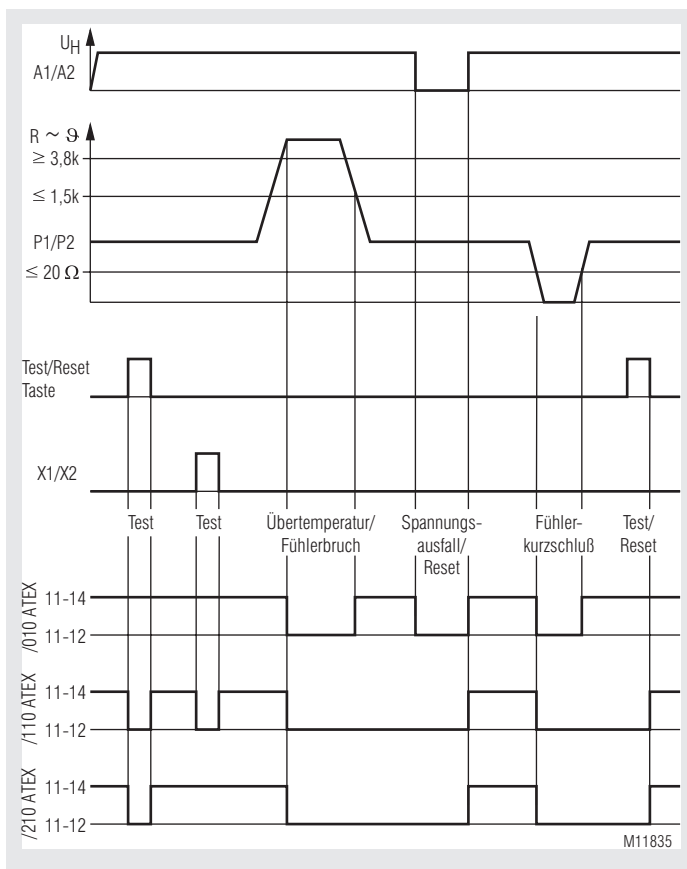 UH
A1/A2
R ~ ϑ
≥ 3,8k
≤ 1,5k
P1/P2
≤ 20 Ω
Test/Reset
Taste
X1/X2
Test
Test
Übertemperatur/
Fühlerbruch
Spannungs-
ausfall/
Reset
Fühler-
kurzschluß
Test/
Reset
/010 ATEX
11-14
11-12
/110 ATEX
11-14
11-12
/210 ATEX
11-14
11-12
M11835